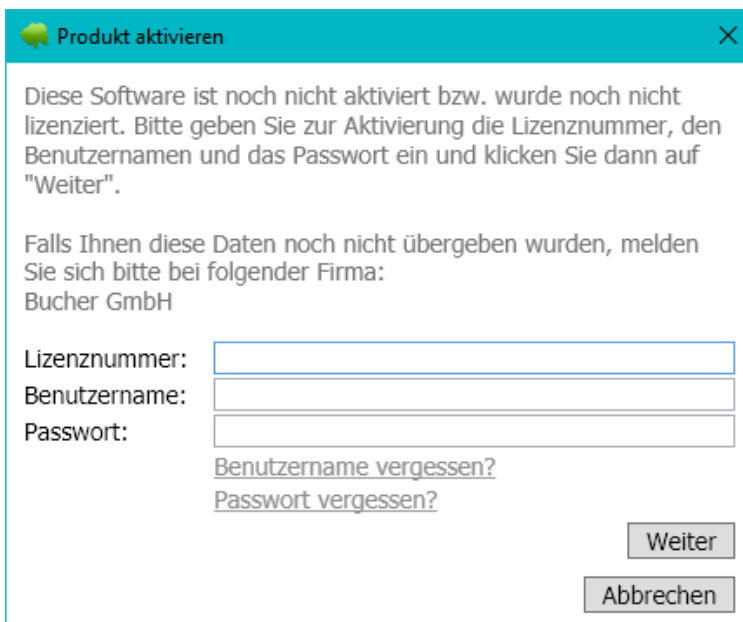 Produkt aktivieren
Diese Software ist noch nicht aktiviert bzw. wurde noch nicht
lizenziert. Bitte geben Sie zur Aktivierung die Lizenznummer, den
Benutzernamen und das Passwort ein und klicken Sie dann auf
"Weiter".
Falls Ihnen diese Daten noch nicht übergeben wurden, melden
Sie sich bitte bei folgender Firma:
Bucher GmbH
Lizenznummer:
Benutzername:
Passwort:
Benutzername vergessen?
Passwort vergessen?
Weiter
Abbrechen